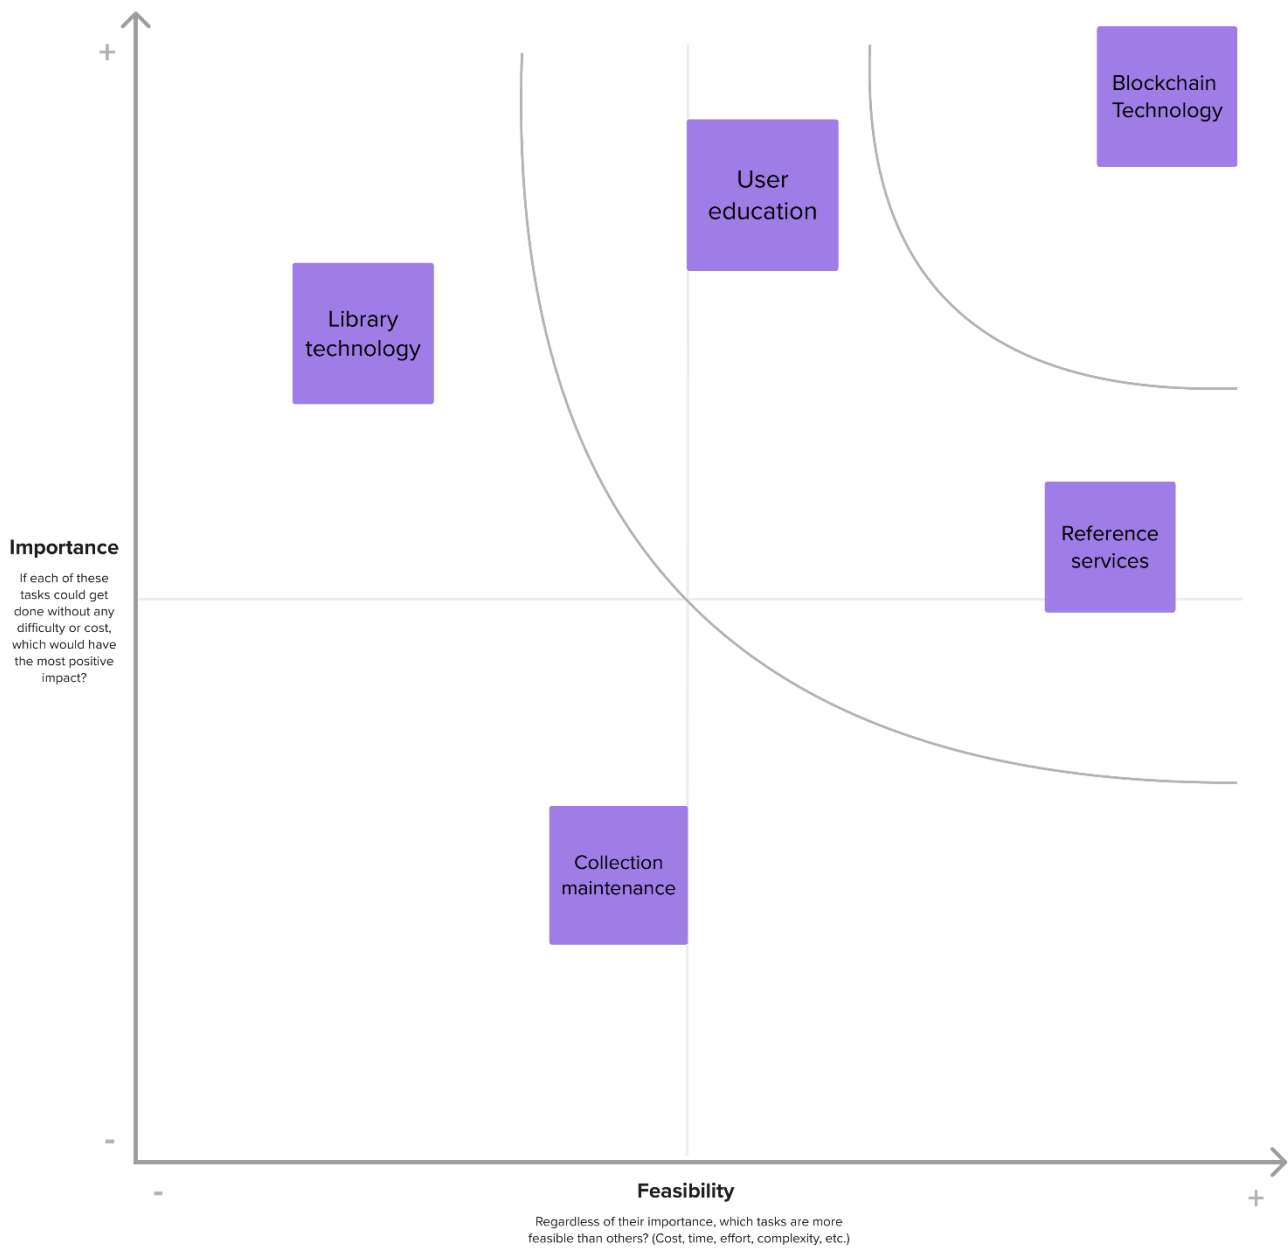 +
Blockchain
Technology
User
education
Library
technology
Reference
services
Importance
If each of these
tasks could get
done without any
difficulty or cost,
which would have
the most positive
impact?
Collection
maintenance
-
-
Feasibility
+
Regardless of their importance, which tasks are more
feasible than others? (Cost, time, effort, complexity, etc.)